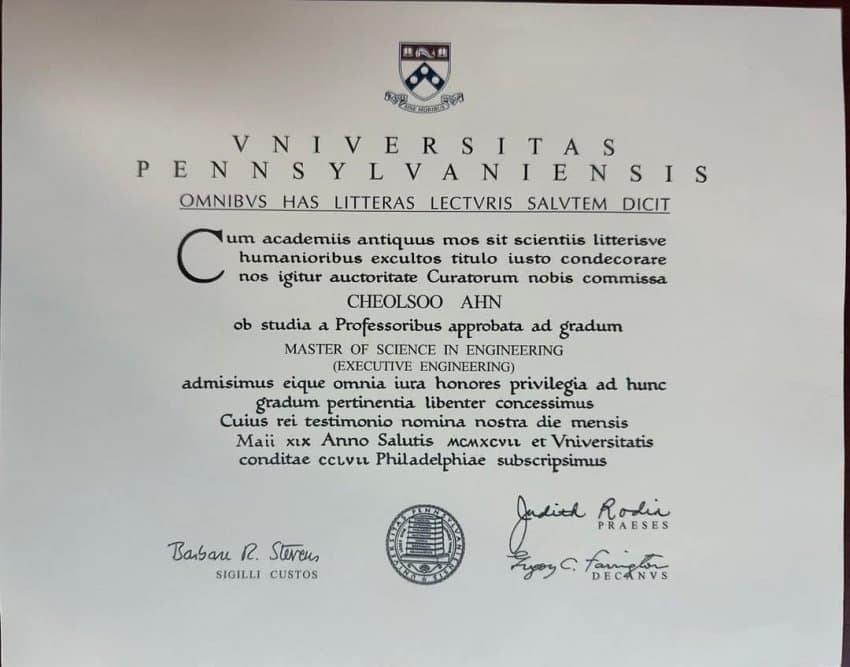 VNIVERSITAS
PENNSYLVANIENSIS
OMNIBVS HAS LITTERAS LECTVRIS SALVTEM DICIT
Cum academiis antiquus mos sit scientiis litterisve
humanioribus excultos titulo iusto condecorare
nos igitur auctoritate Curatorum nobis commissa
CHEOLSOO AHN
ob studia a Professoribus approbata ad gradum
MASTER OF SCIENCE IN ENGINEERING
(EXECUTIVE ENGINEERING)
admisimus eique omnia iura honores privilegia ad hunc
gradum pertinentia libenter concessimus
Cuius rei testimonio nomina nostra die mensis
Maii XIX Anno Salutis MCMXCVII et Vniversitatis
conditae CCLVII Philadelphiae subscripsimus
Judith Rodin
PRAESES
Barbara R. Stevens
SIGILLI CUSTOS
Gregory C. Farrington
DECANVS